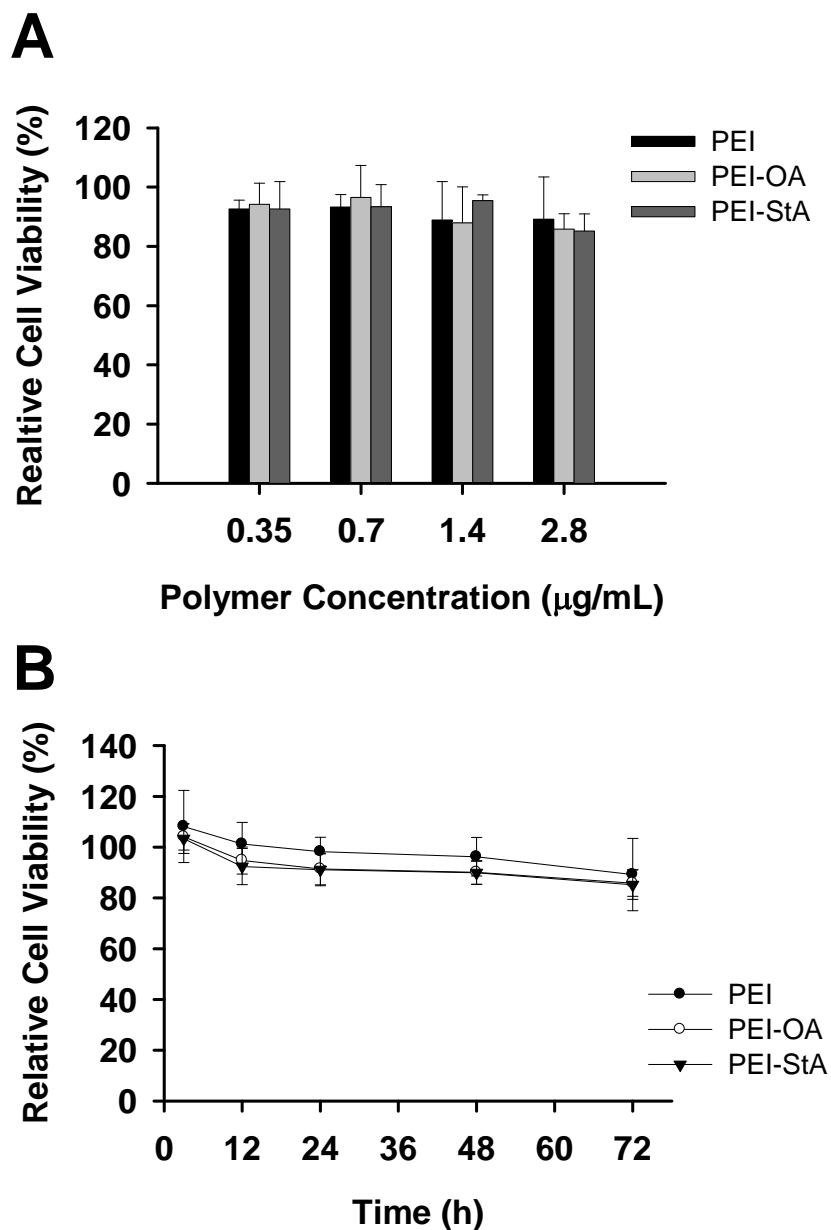 A
Realtive Cell Viability (%)
120
100
80
60
40
20
0
0.35 0.7 1.4 2.8
Polymer Concentration (μg/mL)
PEI
PEI-OA
PEI-StA
B
Relative Cell Viability (%)
140
120
100
80
60
40
20
0
0 12 24 36 48 60 72
Time (h)
PEI
PEI-OA
PEI-StA